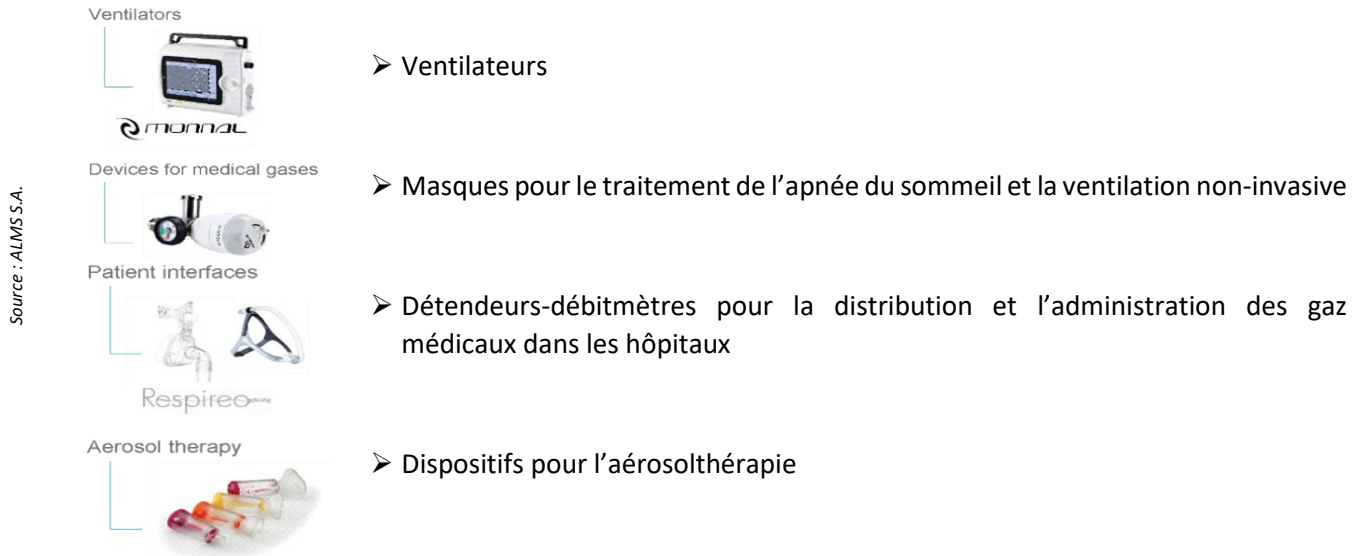 Ventilators
➢ Ventilateurs
monnal
Devices for medical gases
➢ Masques pour le traitement de l’apnée du sommeil et la ventilation non-invasive
Source : ALMS S.A.
Patient interfaces
➢ Détendeurs-débitmètres pour la distribution et l’administration des gaz
médicaux dans les hôpitaux
Respireo
Aerosol therapy
➢ Dispositifs pour l’aérosolthérapie